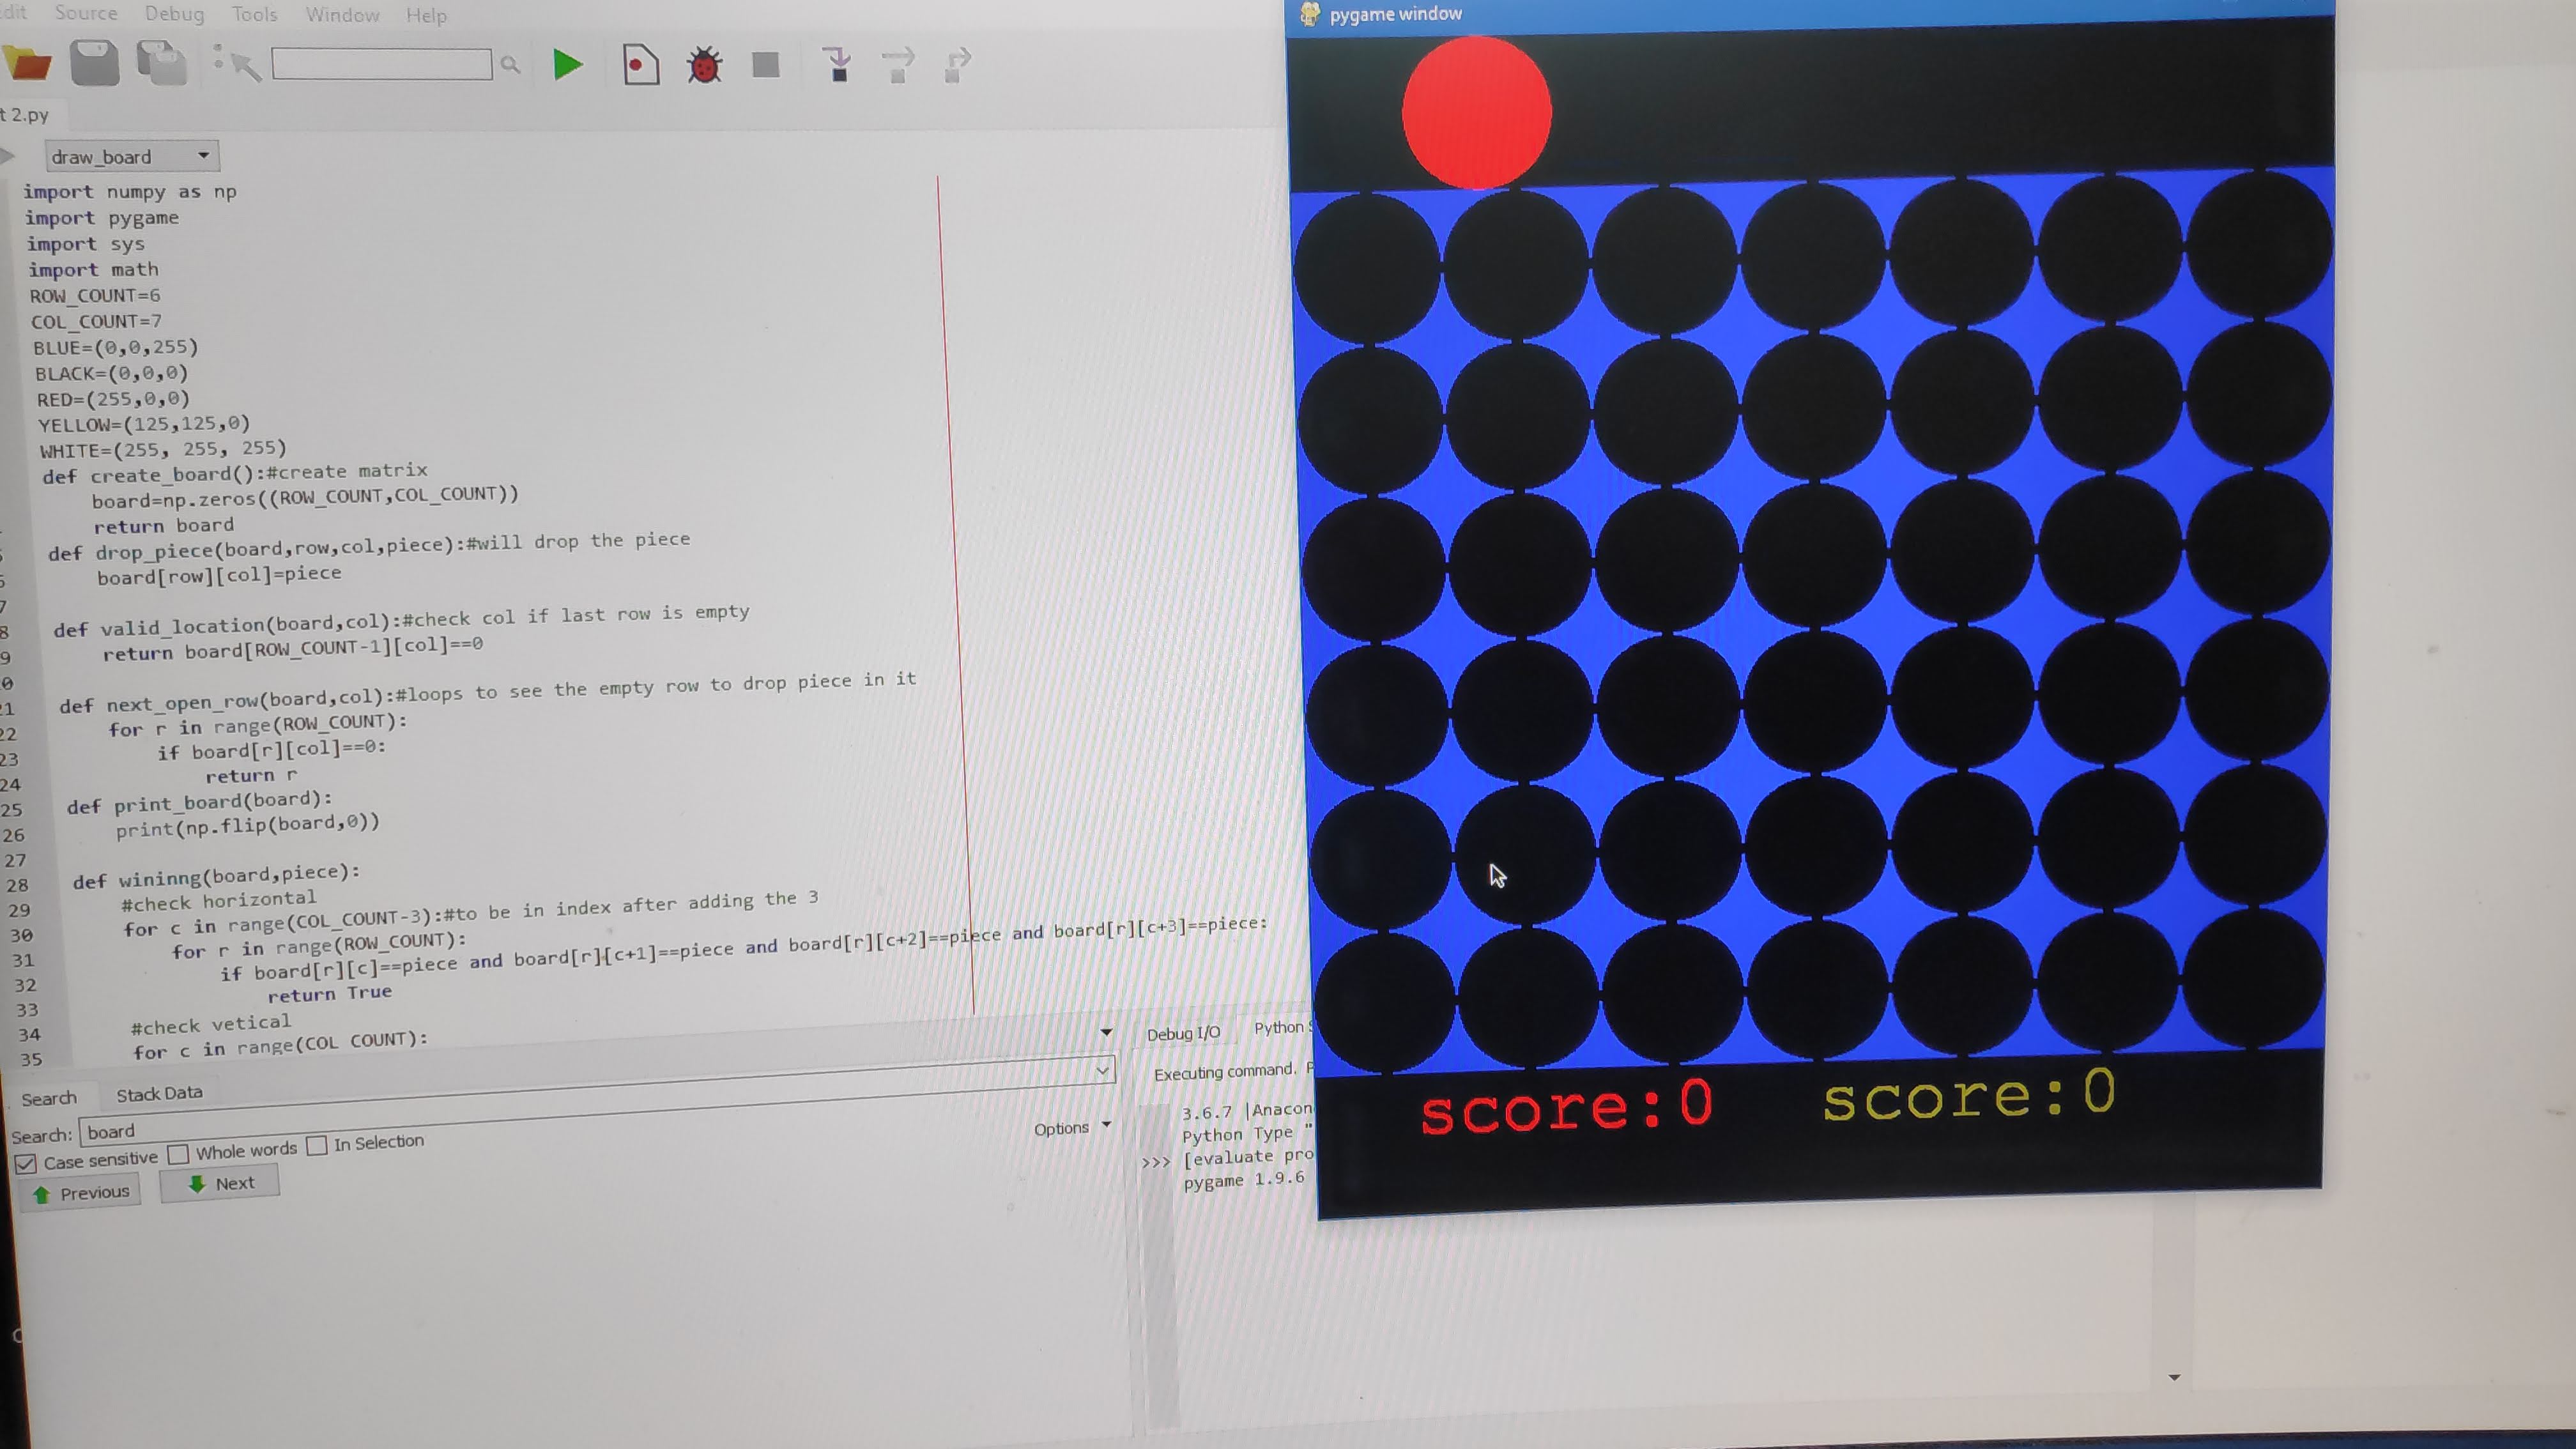 Edit Source Debug Tools Window Help
t 2.py
draw_board
import numpy as np
import pygame
import sys
import math
ROW_COUNT=6
COL_COUNT=7
BLUE=(0,0,255)
BLACK=(0,0,0)
RED=(255,0,0)
YELLOW=(125,125,0)
WHITE=(255, 255, 255)
def create_board():#create matrix
board=np.zeros((ROW_COUNT,COL_COUNT))
return board
def drop_piece(board,row,col,piece):#will drop the piece
board[row][col]=piece
7
8 def valid_location(board,col):#check col if last row is empty
9 return board[ROW_COUNT-1][col]==0
0
21 def next_open_row(board,col):#loops to see the empty row to drop piece in it
22 for r in range(ROW_COUNT):
23 if board[r][col]==0:
24 return r
25 def print_board(board):
26 print(np.flip(board,0))
27
28 def wininng(board,piece):
29 #check horizontal
30 for c in range(COL_COUNT-3):#to be in index after adding the 3
31 for r in range(ROW_COUNT):
32 if board[r][c]==piece and board[r][c+1]==piece and board[r][c+2]==piece and board[r][c+3]==piece:
33 return True
34 #check vetical
35 for c in range(COL COUNT):
Search Stack Data
Search: board
Case sensitive Whole words In Selection
Options
Previous Next
Debug I/O Python S
Executing command. P
3.6.7 |Anacon
Python Type "
>>> [evaluate pro
pygame 1.9.6
pygame window
score:0 score:0